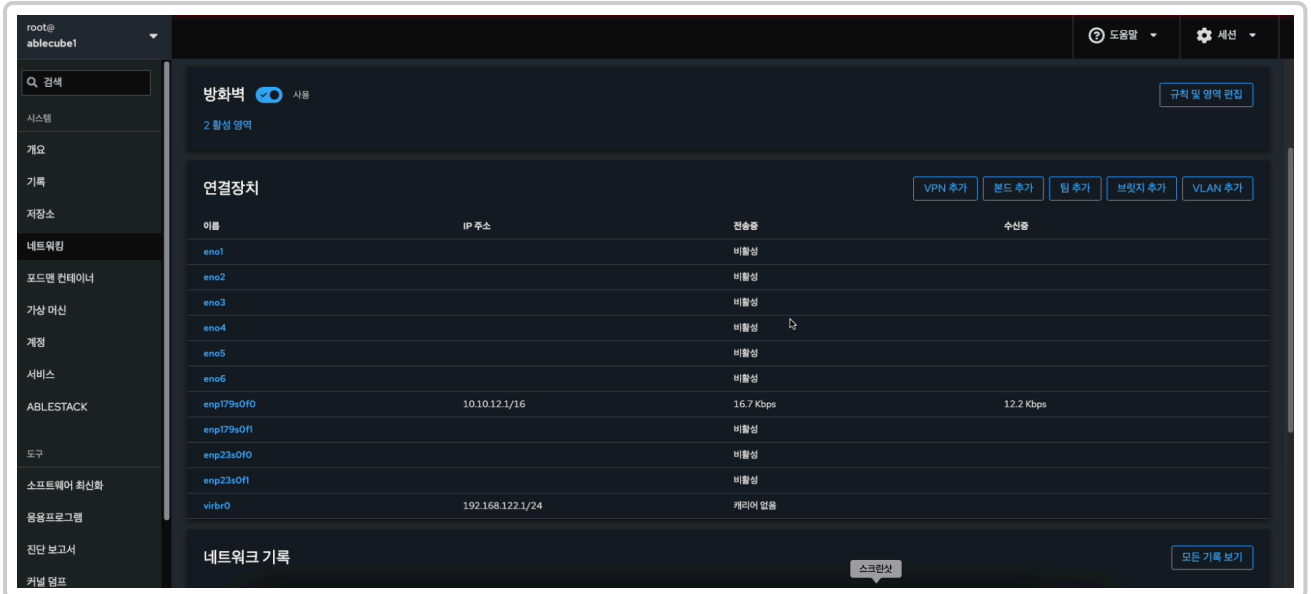 root@
ablecube1
도움말
세션
검색
시스템
개요
기록
저장소
네트워킹
포드맨 컨테이너
가상 머신
계정
서비스
ABLESTACK
도구
소프트웨어 최신화
응용프로그램
진단 보고서
커널 덤프
방화벽 사용 규칙 및 영역 편집
2 활성 영역
연결장치 VPN 추가 본드 추가 팀 추가 브릿지 추가 VLAN 추가
이름 IP 주소 전송중 수신중
eno1 비활성
eno2 비활성
eno3 비활성
eno4 비활성
eno5 비활성
eno6 비활성
enp179s0f0 10.10.12.1/16 16.7 Kbps 12.2 Kbps
enp179s0f1 비활성
enp23s0f0 비활성
enp23s0f1 비활성
virbr0 192.168.122.1/24 캐리어 없음
네트워크 기록 모든 기록 보기
스크린샷